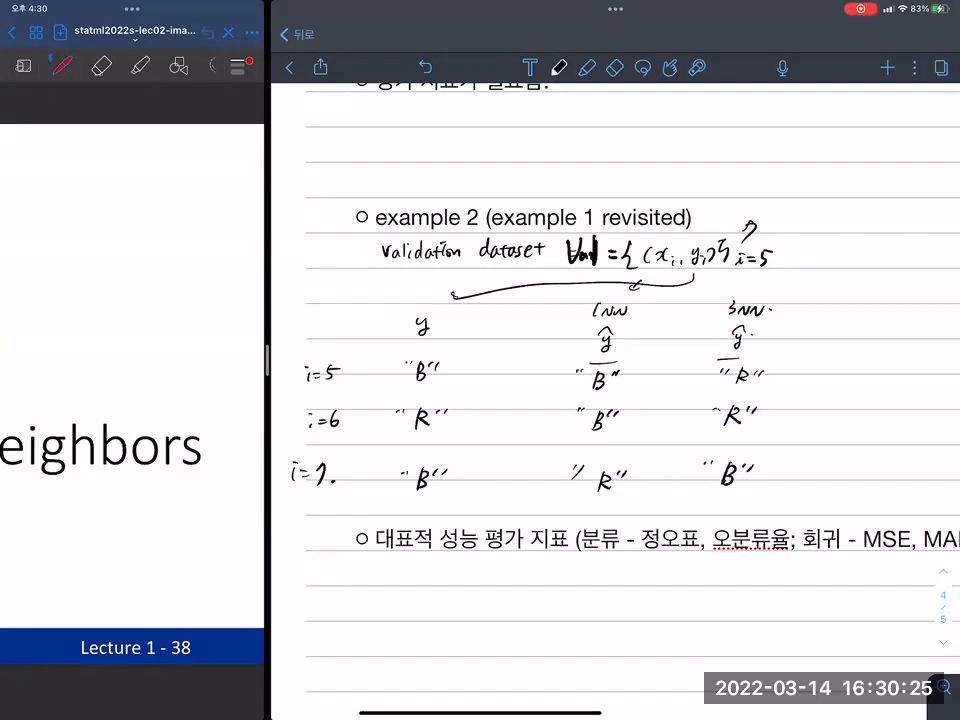 오후 4:30
83%
statml2022s-lec02-ima...
뒤로
example 2 (example 1 revisited)
validation dataset Val = { (xᵢ, yᵢ) }⁷ i=5
1NN 3NN.
y ŷ ŷ
i=5 "B" "B" "R"
i=6 "R" "B" "R"
i=7. "B" "R" "B"
eighbors
대표적 성능 평가 지표 (분류 - 정오표, 오분류율; 회귀 - MSE,
4
5
Lecture 1 - 38
2022-03-14 16:30:25